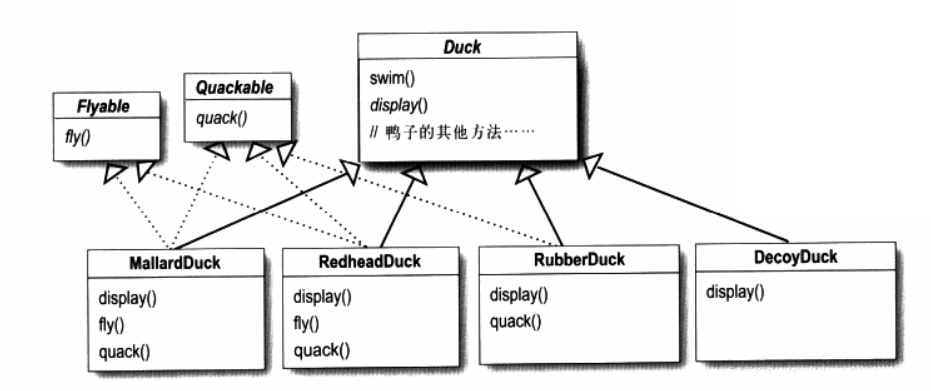 Duck
swim()
display()
// 鸭子的其他方法……
Quackable
quack()
Flyable
fly()
MallardDuck
display()
fly()
quack()
RedheadDuck
display()
fly()
quack()
RubberDuck
display()
quack()
DecoyDuck
display()